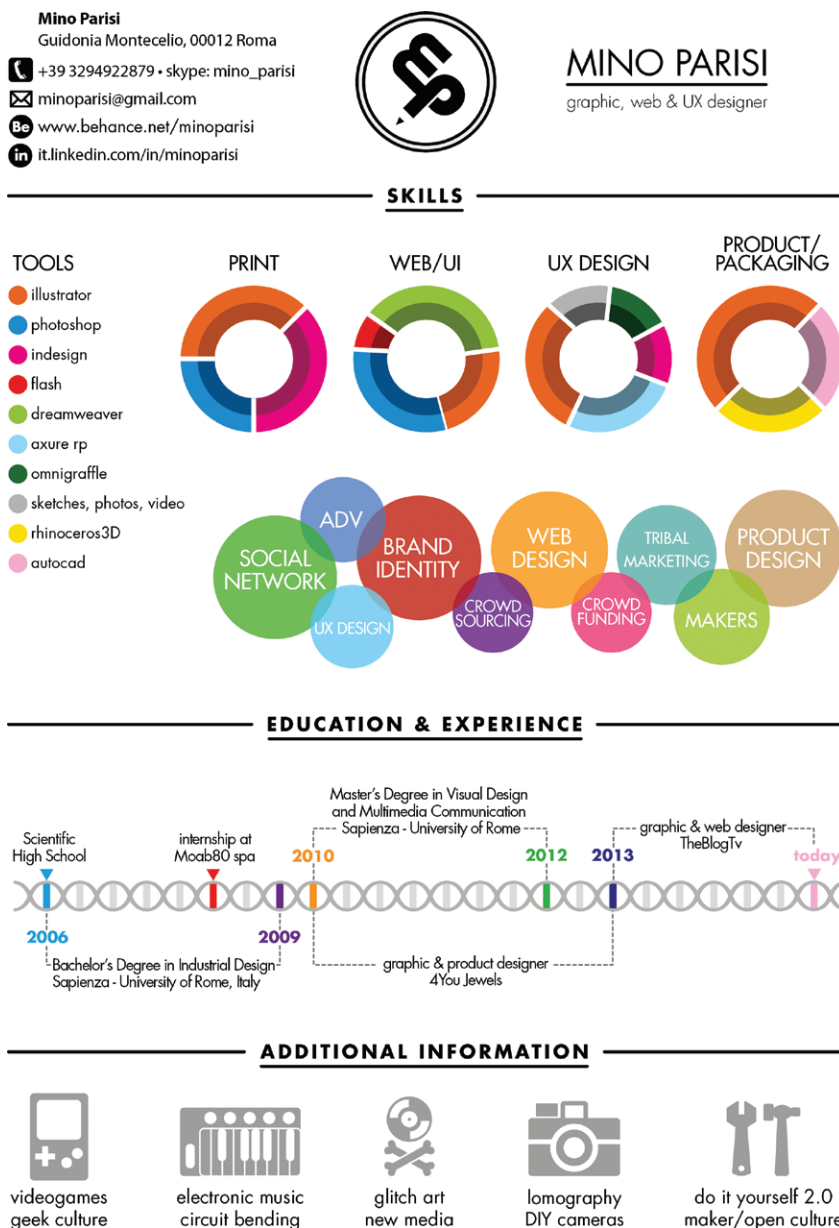 Mino Parisi
Guidonia Montecelio, 00012 Roma
+39 3294922879 • skype: mino_parisi
minoparisi@gmail.com
Be www.behance.net/minoparisi
in it.linkedin.com/in/minoparisi
mp
MINO PARISI
graphic, web & UX designer
SKILLS
TOOLS
illustrator
photoshop
indesign
flash
dreamweaver
axure rp
omnigraffle
sketches, photos, video
rhinoceros3D
autocad
PRINT
WEB/UI
UX DESIGN
PRODUCT/
PACKAGING
SOCIAL
NETWORK
ADV
UX DESIGN
BRAND
IDENTITY
CROWD
SOURCING
WEB
DESIGN
CROWD
FUNDING
TRIBAL
MARKETING
MAKERS
PRODUCT
DESIGN
EDUCATION & EXPERIENCE
Scientific
High School
2006
Bachelor's Degree in Industrial Design
Sapienza - University of Rome, Italy
internship at
Moab80 spa
2009
2010
Master's Degree in Visual Design
and Multimedia Communication
Sapienza - University of Rome
2012
graphic & product designer
4You Jewels
2013
graphic & web designer
TheBlogTv
today
ADDITIONAL INFORMATION
videogames
geek culture
electronic music
circuit bending
glitch art
new media
lomography
DIY cameras
do it yourself 2.0
maker/open culture